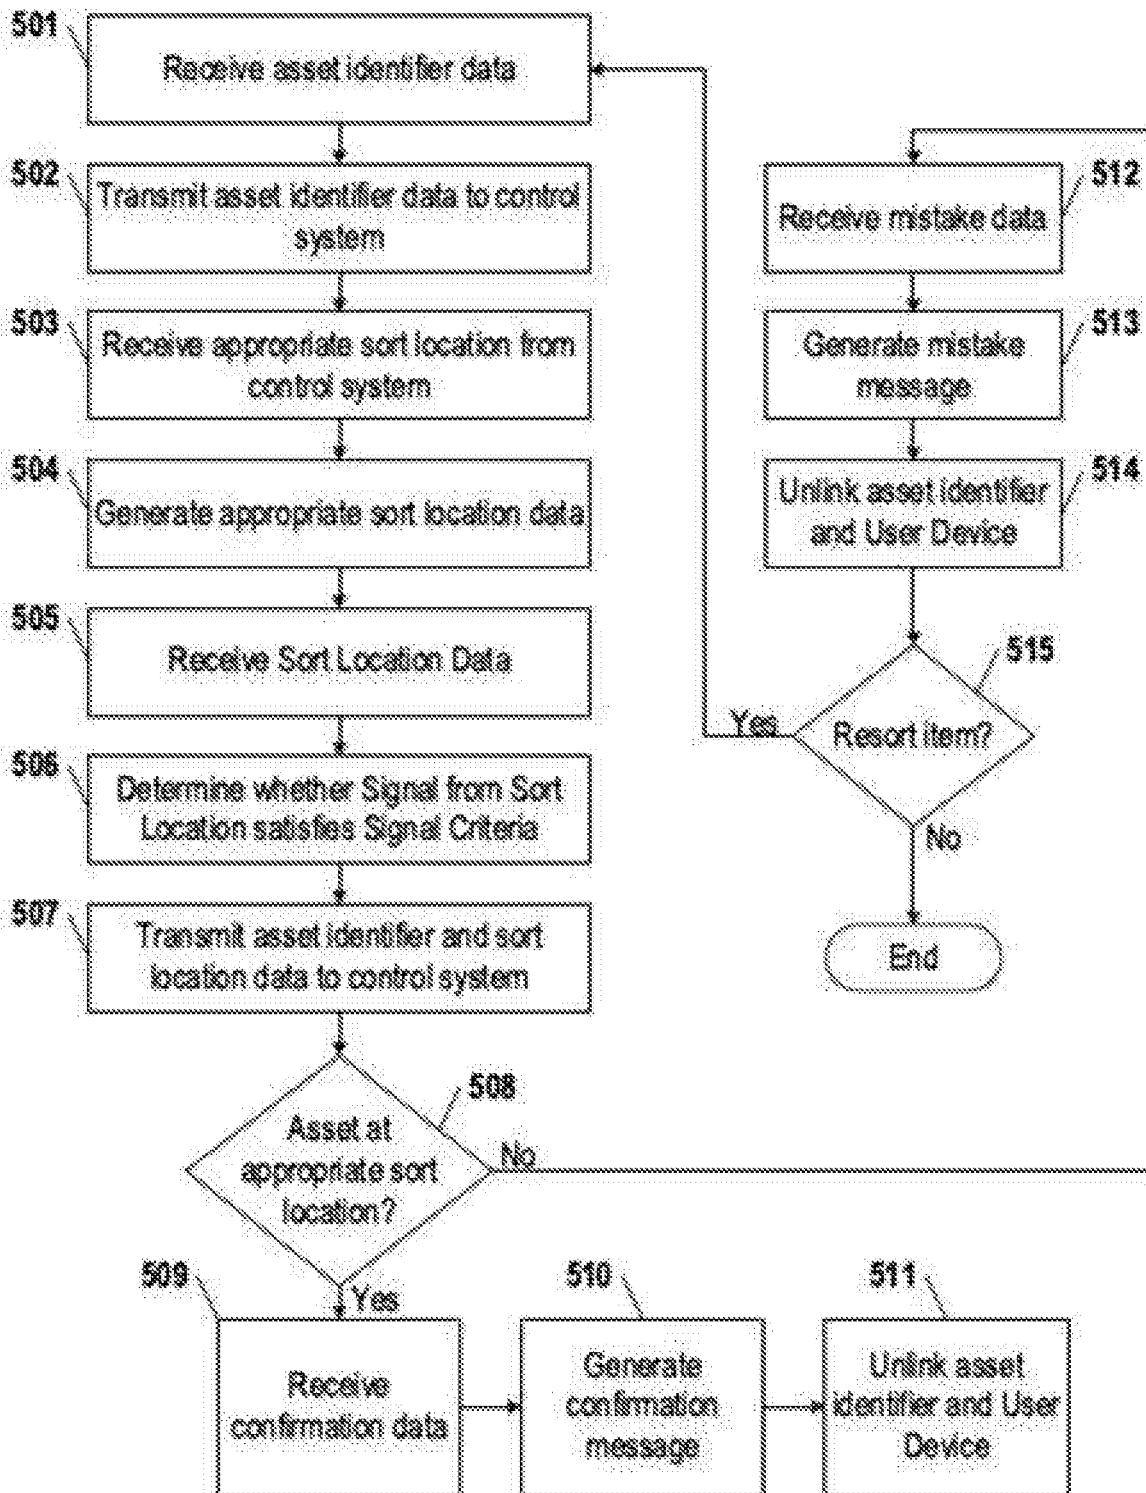 501
Receive asset identifier data
502
Transmit asset identifier data to control
system
503
Receive appropriate sort location from
control system
504
Generate appropriate sort location data
505
Receive Sort Location Data
506
Determine whether Signal from Sort
Location satisfies Signal Criteria
507
Transmit asset identifier and sort
location data to control system
508
Asset at
appropriate sort
location?
No
Yes
509
Receive
confirmation data
510
Generate
confirmation
message
511
Unlink asset
identifier and User
Device
512
Receive mistake data
513
Generate mistake
message
514
Unlink asset identifier
and User Device
515
Resort item?
Yes
No
End